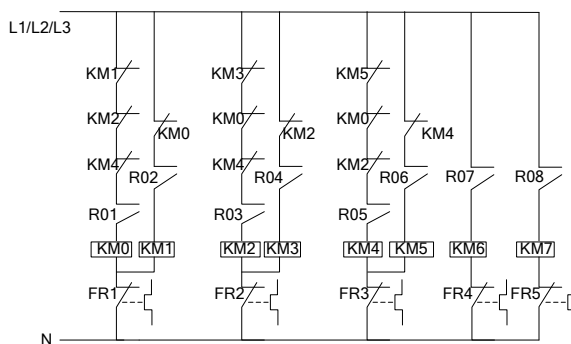 L1/L2/L3
KM1 KM3 KM5
KM2 KM0 KM0 KM2 KM0 KM4
KM4 R02 KM4 R04 KM2 R06 R07 R08
R01 R03 R05
KM0 KM1 KM2 KM3 KM4 KM5 KM6 KM7
FR1 FR2 FR3 FR4 FR5
N